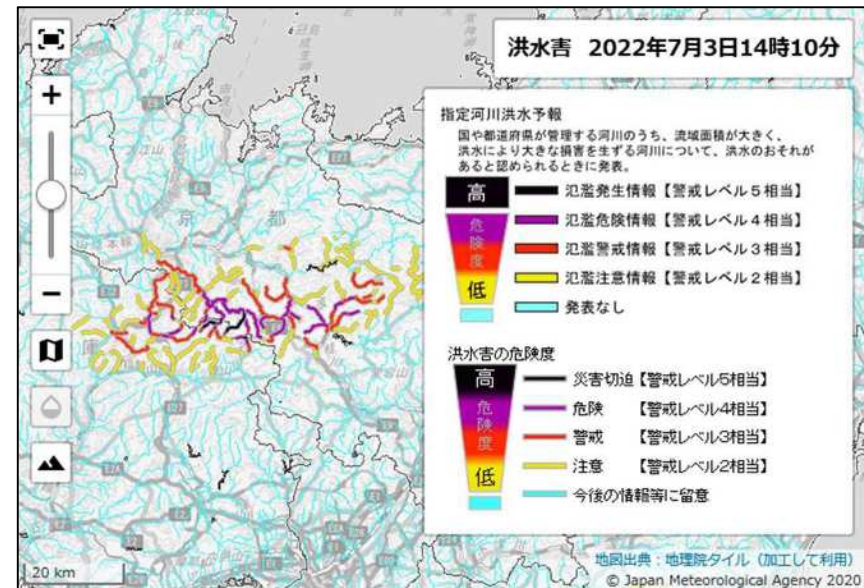 洪水害 2022年7月3日14時10分
指定河川洪水予報
国や都道府県が管理する河川のうち、流域面積が大きく、
洪水により大きな損害を生ずる河川について、洪水のおそれが
あると認められるときに発表。
高
危険度
低
氾濫発生情報【警戒レベル5相当】
氾濫危険情報【警戒レベル4相当】
氾濫警戒情報【警戒レベル3相当】
氾濫注意情報【警戒レベル2相当】
発表なし
洪水害の危険度
高
危険度
低
災害切迫【警戒レベル5相当】
危険 【警戒レベル4相当】
警戒 【警戒レベル3相当】
注意 【警戒レベル2相当】
今後の情報等に留意
+
−
京
都
庫
20 km
地図出典：地理院タイル（加工して利用）
© Japan Meteorological Agency 202